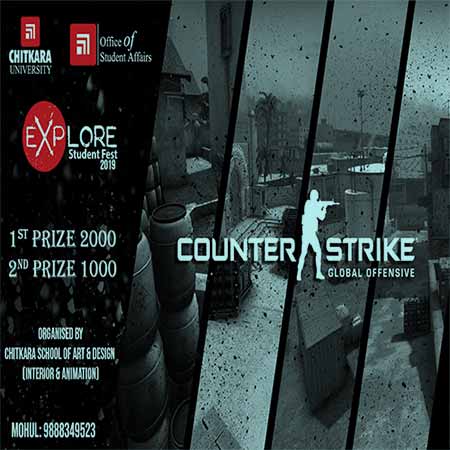 CHITKARA
UNIVERSITY
Office of
Student Affairs
EXPLORE
Student Fest
2019
1ST PRIZE 2000
2ND PRIZE 1000
COUNTER STRIKE
GLOBAL OFFENSIVE
ORGANISED BY
CHITKARA SCHOOL OF ART & DESIGN
(INTERIOR & ANIMATION)
MOHUL: 9888349523